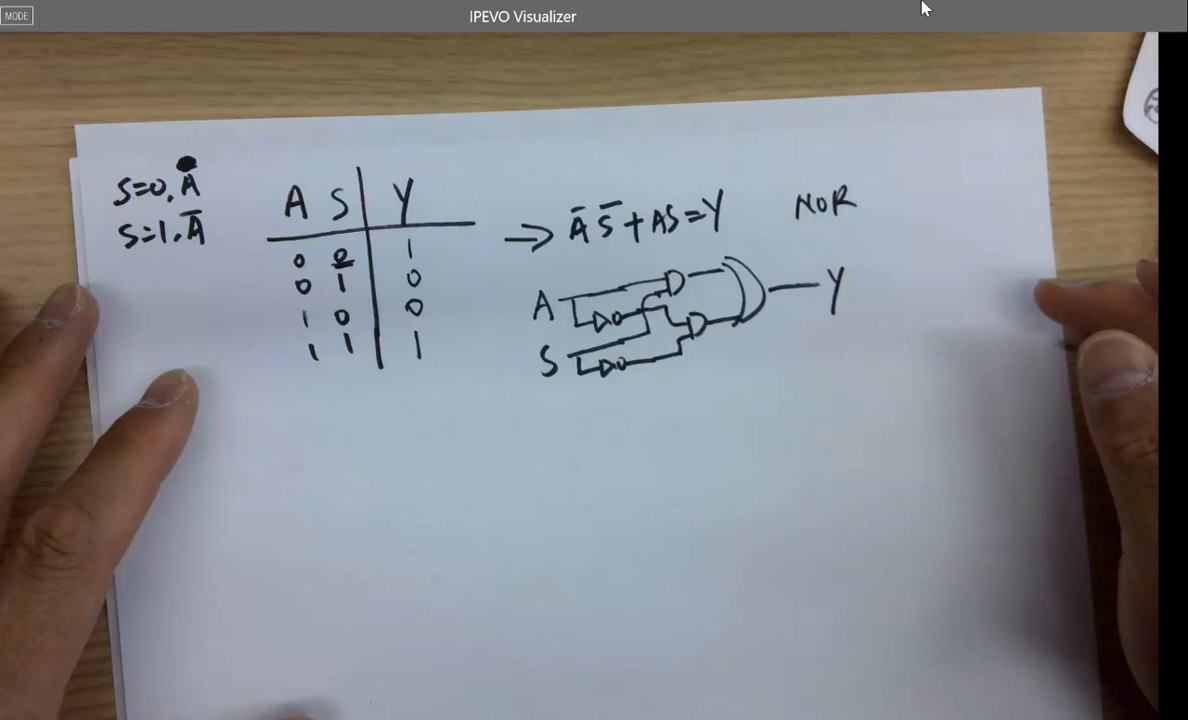 MODE
IPEVO Visualizer
S=0, A
S=1, Ā
A S | Y
0 0 | 1
0 1 | 0
1 0 | 0
1 1 | 1
→ Ā S̄ + AS = Y
NOR
A
S
Y